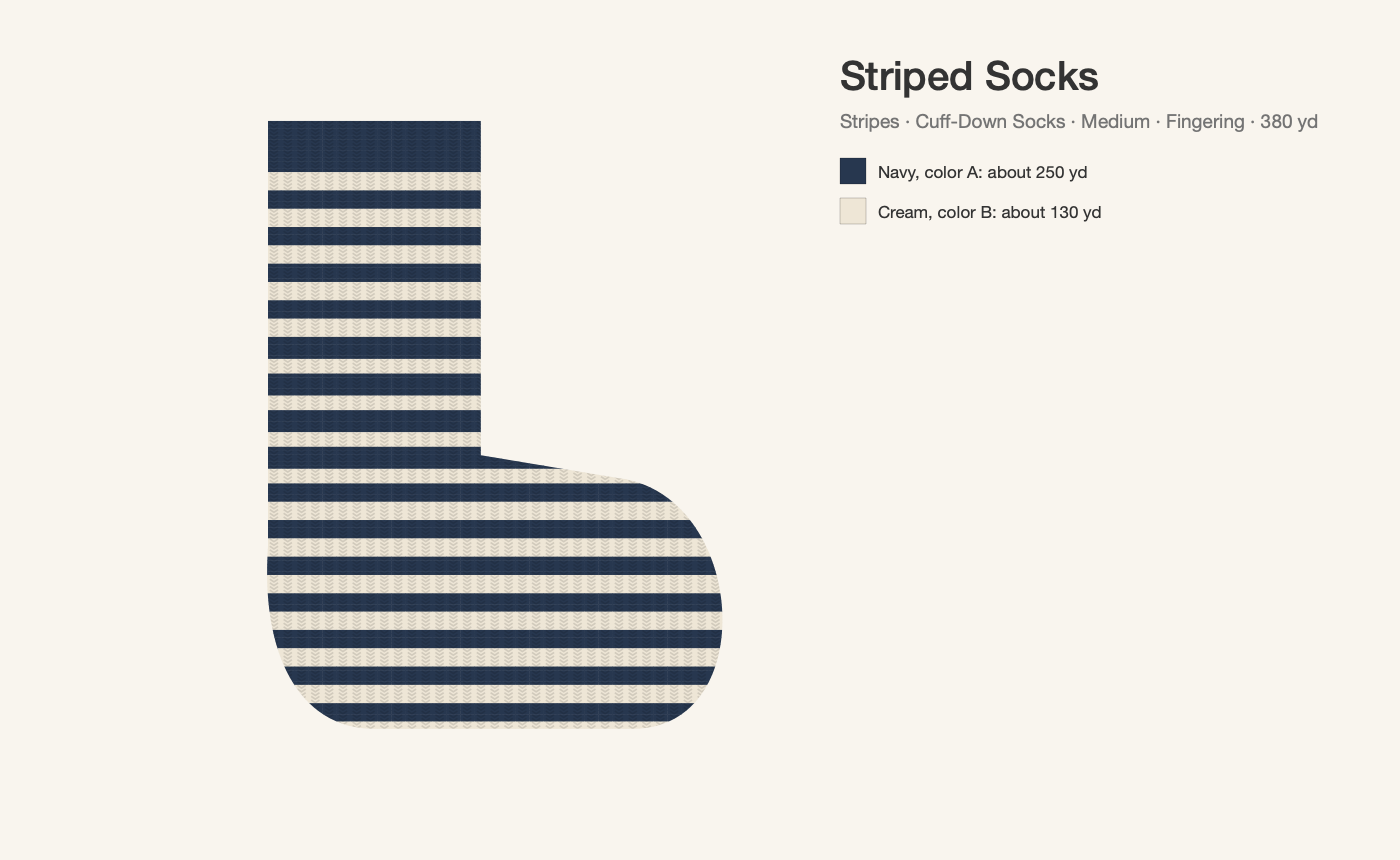 Striped Socks
Stripes · Cuff-Down Socks · Medium · Fingering · 380 yd
Navy, color A: about 250 yd
Cream, color B: about 130 yd